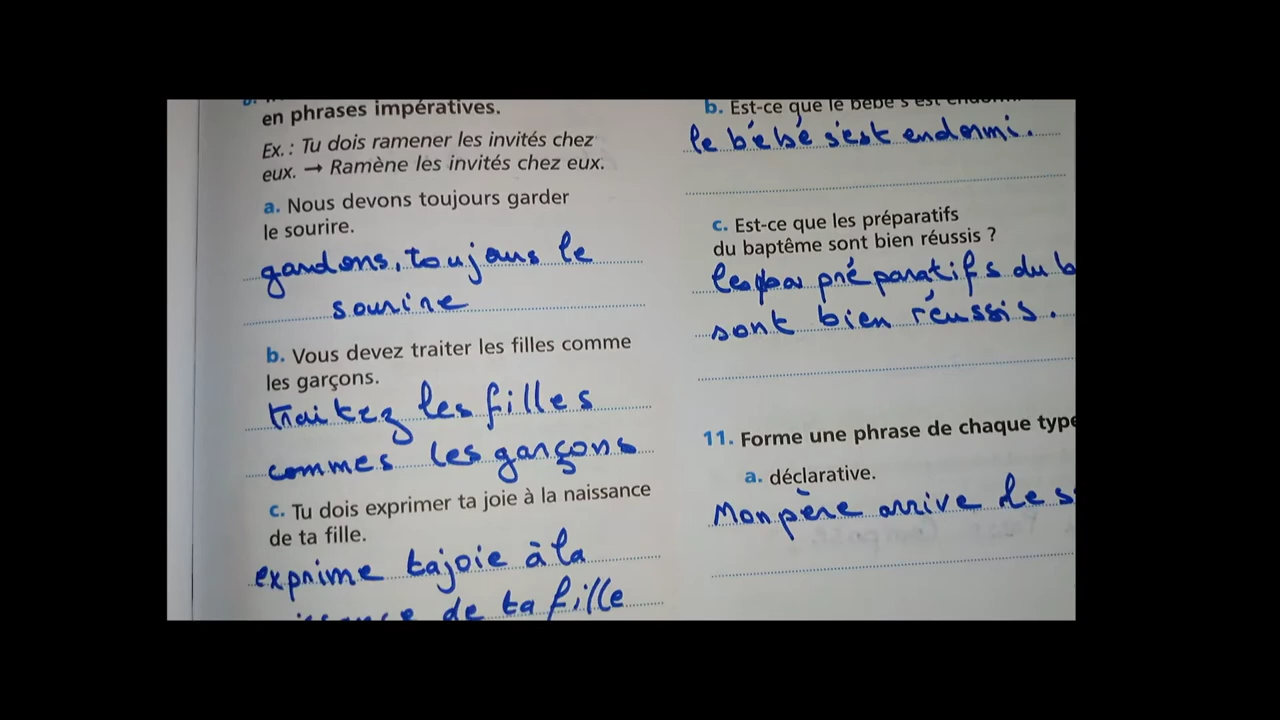 en phrases impératives.
Ex. : Tu dois ramener les invités chez
eux. → Ramène les invités chez eux.
a. Nous devons toujours garder
le sourire.
gardons, toujours le
sourire
b. Vous devez traiter les filles comme
les garçons.
traitez les filles
commes les garçons
c. Tu dois exprimer ta joie à la naissance
de ta fille.
exprime ta joie à la
de ta fille
b. Est-ce que le bébé s'est endormi
le bébé s'est endormi.
c. Est-ce que les préparatifs
du baptême sont bien réussis ?
les préparatifs du b
sont bien réussis.
11. Forme une phrase de chaque type
a. déclarative.
Mon père arrive de s